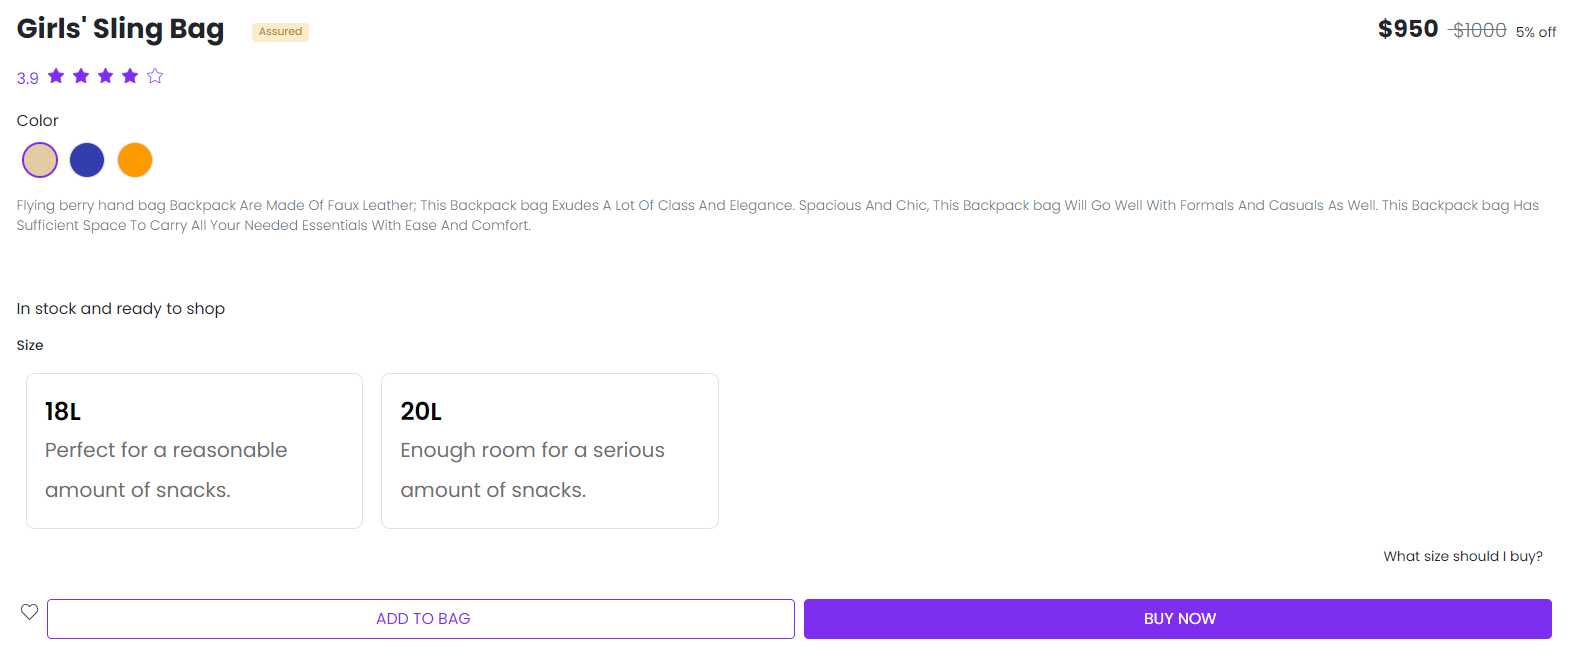 Girls' Sling Bag Assured $950 $1000 5% off
3.9
Color
Flying berry hand bag Backpack Are Made Of Faux Leather; This Backpack bag Exudes A Lot Of Class And Elegance. Spacious And Chic, This Backpack bag Will Go Well With Formals And Casuals As Well. This Backpack bag Has
Sufficient Space To Carry All Your Needed Essentials With Ease And Comfort.
In stock and ready to shop
Size
18L
Perfect for a reasonable
amount of snacks.
20L
Enough room for a serious
amount of snacks.
What size should I buy?
ADD TO BAG
BUY NOW